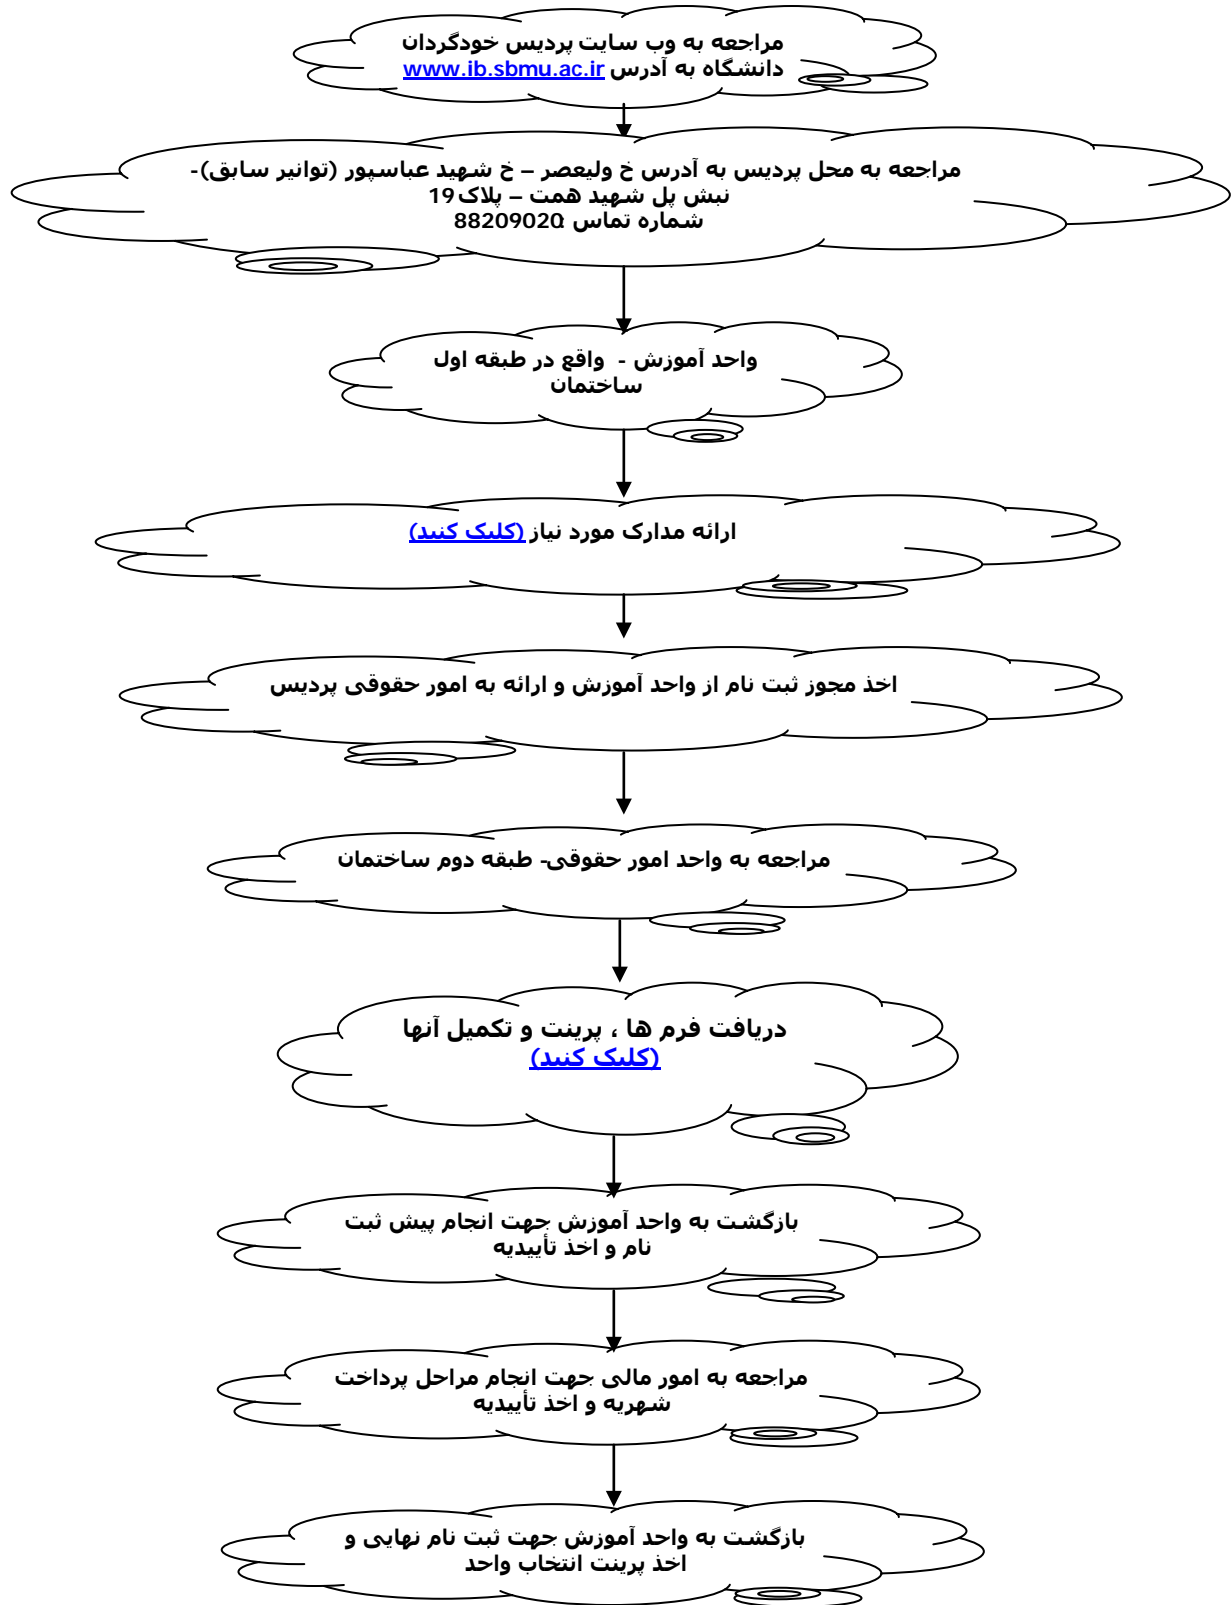 مراجعه به وب سایت پردیس خودگردان
دانشگاه به آدرس www.ib.sbmu.ac.ir
مراجعه به محل پردیس به آدرس خ ولیعصر – خ شهید عباسپور (توانیر سابق)-
نبش پل شهید همت – پلاک 19
شماره تماس :88209020
واحد آموزش - واقع در طبقه اول
ساختمان
ارائه مدارک مورد نیاز (کلیک کنید)
اخذ مجوز ثبت نام از واحد آموزش و ارائه به امور حقوقی پردیس
مراجعه به واحد امور حقوقی- طبقه دوم ساختمان
دریافت فرم ها ، پرینت و تکمیل آنها
(کلیک کنید)
بازگشت به واحد آموزش جهت انجام پیش ثبت
نام و اخذ تأییدیه
مراجعه به امور مالی جهت انجام مراحل پرداخت
شهریه و اخذ تأییدیه
بازگشت به واحد آموزش جهت ثبت نام نهایی و
اخذ پرینت انتخاب واحد